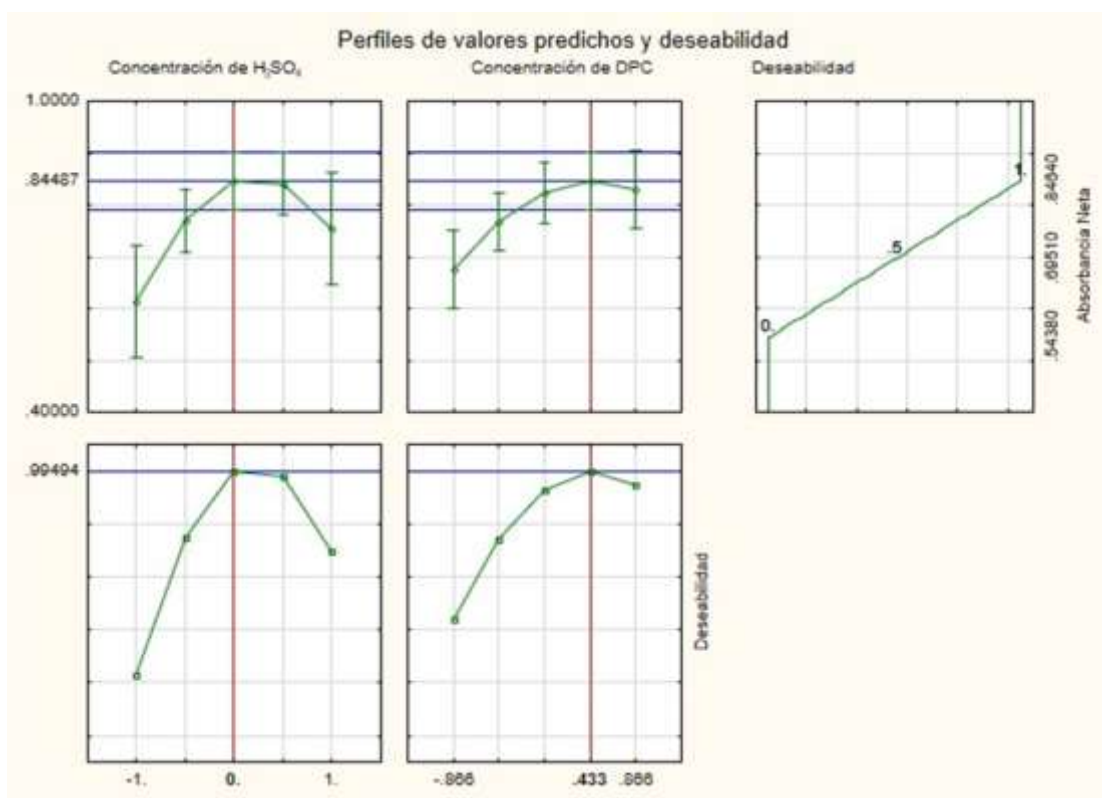 Perfiles de valores predichos y deseabilidad
Concentración de H₂SO₄ Concentración de DPC Deseabilidad
1.0000
.84487
.40000
0. .5 1.
.54380 .69510 .84640
Absorbancia Neta
.99494
Deseabilidad
-1. 0. 1. -.866 .433 .866